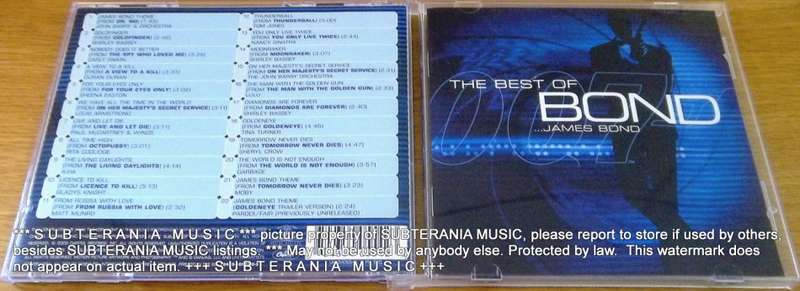 JAMES BOND THEME
(FROM DR. NO)
JOHN BARRY & ORCHESTRA
GOLDFINGER
(FROM GOLDFINGER) (2:48)
SHIRLEY BASSEY
NOBODY DOES IT BETTER
(FROM THE SPY WHO LOVED ME) (3:29)
CARLY SIMON
A VIEW TO A KILL
(FROM A VIEW TO A KILL) (3:33)
DURAN DURAN
FOR YOUR EYES ONLY
(FROM FOR YOUR EYES ONLY)
SHEENA EASTON
WE HAVE ALL THE TIME IN THE WORLD
(FROM ON HER MAJESTY'S SECRET SERVICE) (3:11)
LOUIS ARMSTRONG
LIVE AND LET DIE
(FROM LIVE AND LET DIE) (3:11)
PAUL McCARTNEY & WINGS
ALL TIME HIGH
(FROM OCTOPUSSY) (3:01)
RITA COOLIDGE
THE LIVING DAYLIGHTS
(FROM THE LIVING DAYLIGHTS) (4:14)
A-HA
LICENCE TO KILL
(FROM LICENCE TO KILL) (5:13)
GLADYS KNIGHT
11 FROM RUSSIA WITH LOVE
(FROM FROM RUSSIA WITH LOVE) (2:32)
MATT MUNRO
THUNDERBALL
(FROM THUNDERBALL) (3:00)
TOM JONES
YOU ONLY LIVE TWICE
(FROM YOU ONLY LIVE TWICE) (2:44)
NANCY SINATRA
MOONRAKER
(FROM MOONRAKER) (3:07)
SHIRLEY BASSEY
ON HER MAJESTY'S SECRET SERVICE
(FROM ON HER MAJESTY'S SECRET SERVICE) (2:31)
THE JOHN BARRY ORCHESTRA
THE MAN WITH THE GOLDEN GUN
(FROM THE MAN WITH THE GOLDEN GUN)
LULU
DIAMONDS ARE FOREVER
(FROM DIAMONDS ARE FOREVER) (2:40)
SHIRLEY BASSEY
GOLDENEYE
(FROM GOLDENEYE) (4:46)
TINA TURNER
TOMORROW NEVER DIES
(FROM TOMORROW NEVER DIES) (4:47)
SHERYL CROW
THE WORLD IS NOT ENOUGH
(FROM THE WORLD IS NOT ENOUGH) (3:57)
GARBAGE
JAMES BOND THEME
(FROM TOMORROW NEVER DIES) (3:23)
MOBY
JAMES BOND THEME
(GOLDENEYE TRAILER VERSION) (2:24)
PARODI/FAIR (PREVIOUSLY UNRELEASED)
007
THE BEST OF
BOND
...JAMES BOND
*** S U B T E R A N I A   M U S I C *** picture property of SUBTERANIA MUSIC, please report to store if used by others,
besides SUBTERANIA MUSIC listings. *** May not be used by anybody else. Protected by law. This watermark does
not appear on actual item. +++ S U B T E R A N I A   M U S I C +++